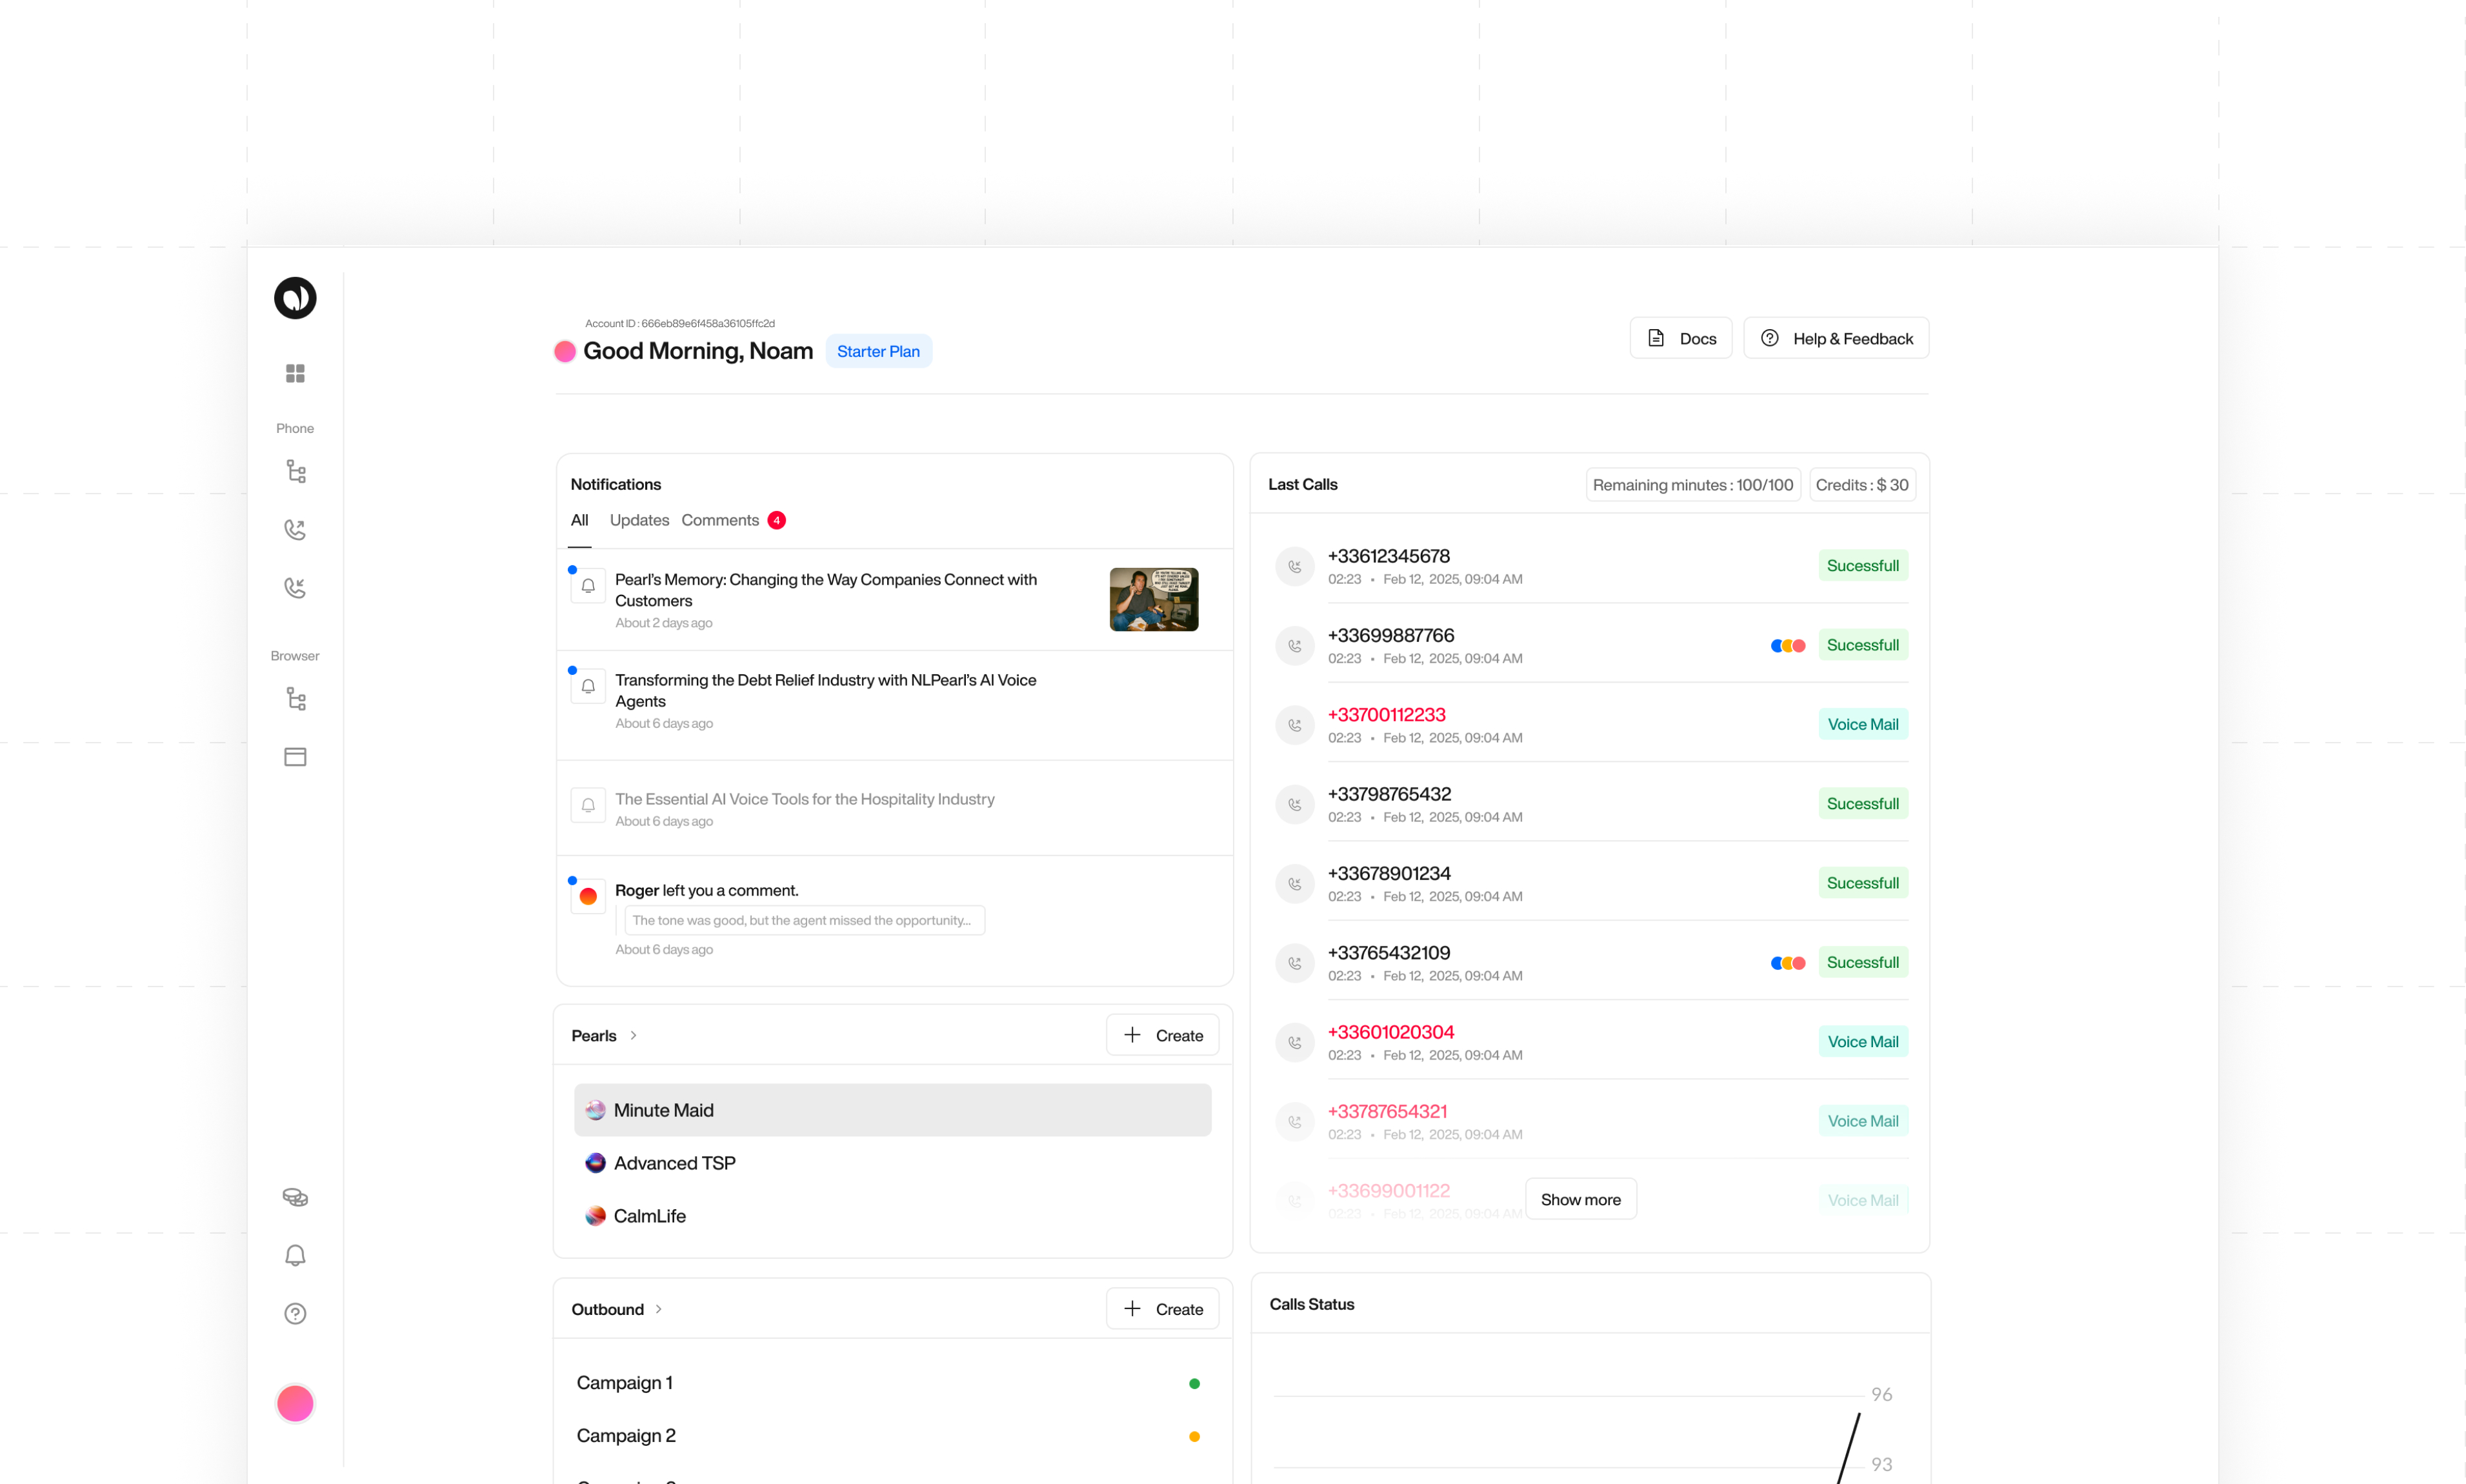 Account ID : 666eb89e6f458a36105ffc2d
Good Morning, Noam
Starter Plan
Docs
Help & Feedback
Phone
Browser
Notifications
All
Updates
Comments
4
Pearl's Memory: Changing the Way Companies Connect with
Customers
About 2 days ago
Transforming the Debt Relief Industry with NLPearl's AI Voice
Agents
About 6 days ago
The Essential AI Voice Tools for the Hospitality Industry
About 6 days ago
Roger left you a comment.
The tone was good, but the agent missed the opportunity...
About 6 days ago
Pearls
Create
Minute Maid
Advanced TSP
CalmLife
Outbound
Create
Campaign 1
Campaign 2
Last Calls
Remaining minutes : 100/100
Credits : $ 30
+33612345678
02:23 • Feb 12, 2025, 09:04 AM
Sucessfull
+33699887766
02:23 • Feb 12, 2025, 09:04 AM
Sucessfull
+33700112233
02:23 • Feb 12, 2025, 09:04 AM
Voice Mail
+33798765432
02:23 • Feb 12, 2025, 09:04 AM
Sucessfull
+33678901234
02:23 • Feb 12, 2025, 09:04 AM
Sucessfull
+33765432109
02:23 • Feb 12, 2025, 09:04 AM
Sucessfull
+33601020304
02:23 • Feb 12, 2025, 09:04 AM
Voice Mail
+33787654321
02:23 • Feb 12, 2025, 09:04 AM
Voice Mail
+33699001122
02:23 • Feb 12, 2025, 09:04 AM
Voice Mail
Show more
Calls Status
96
93